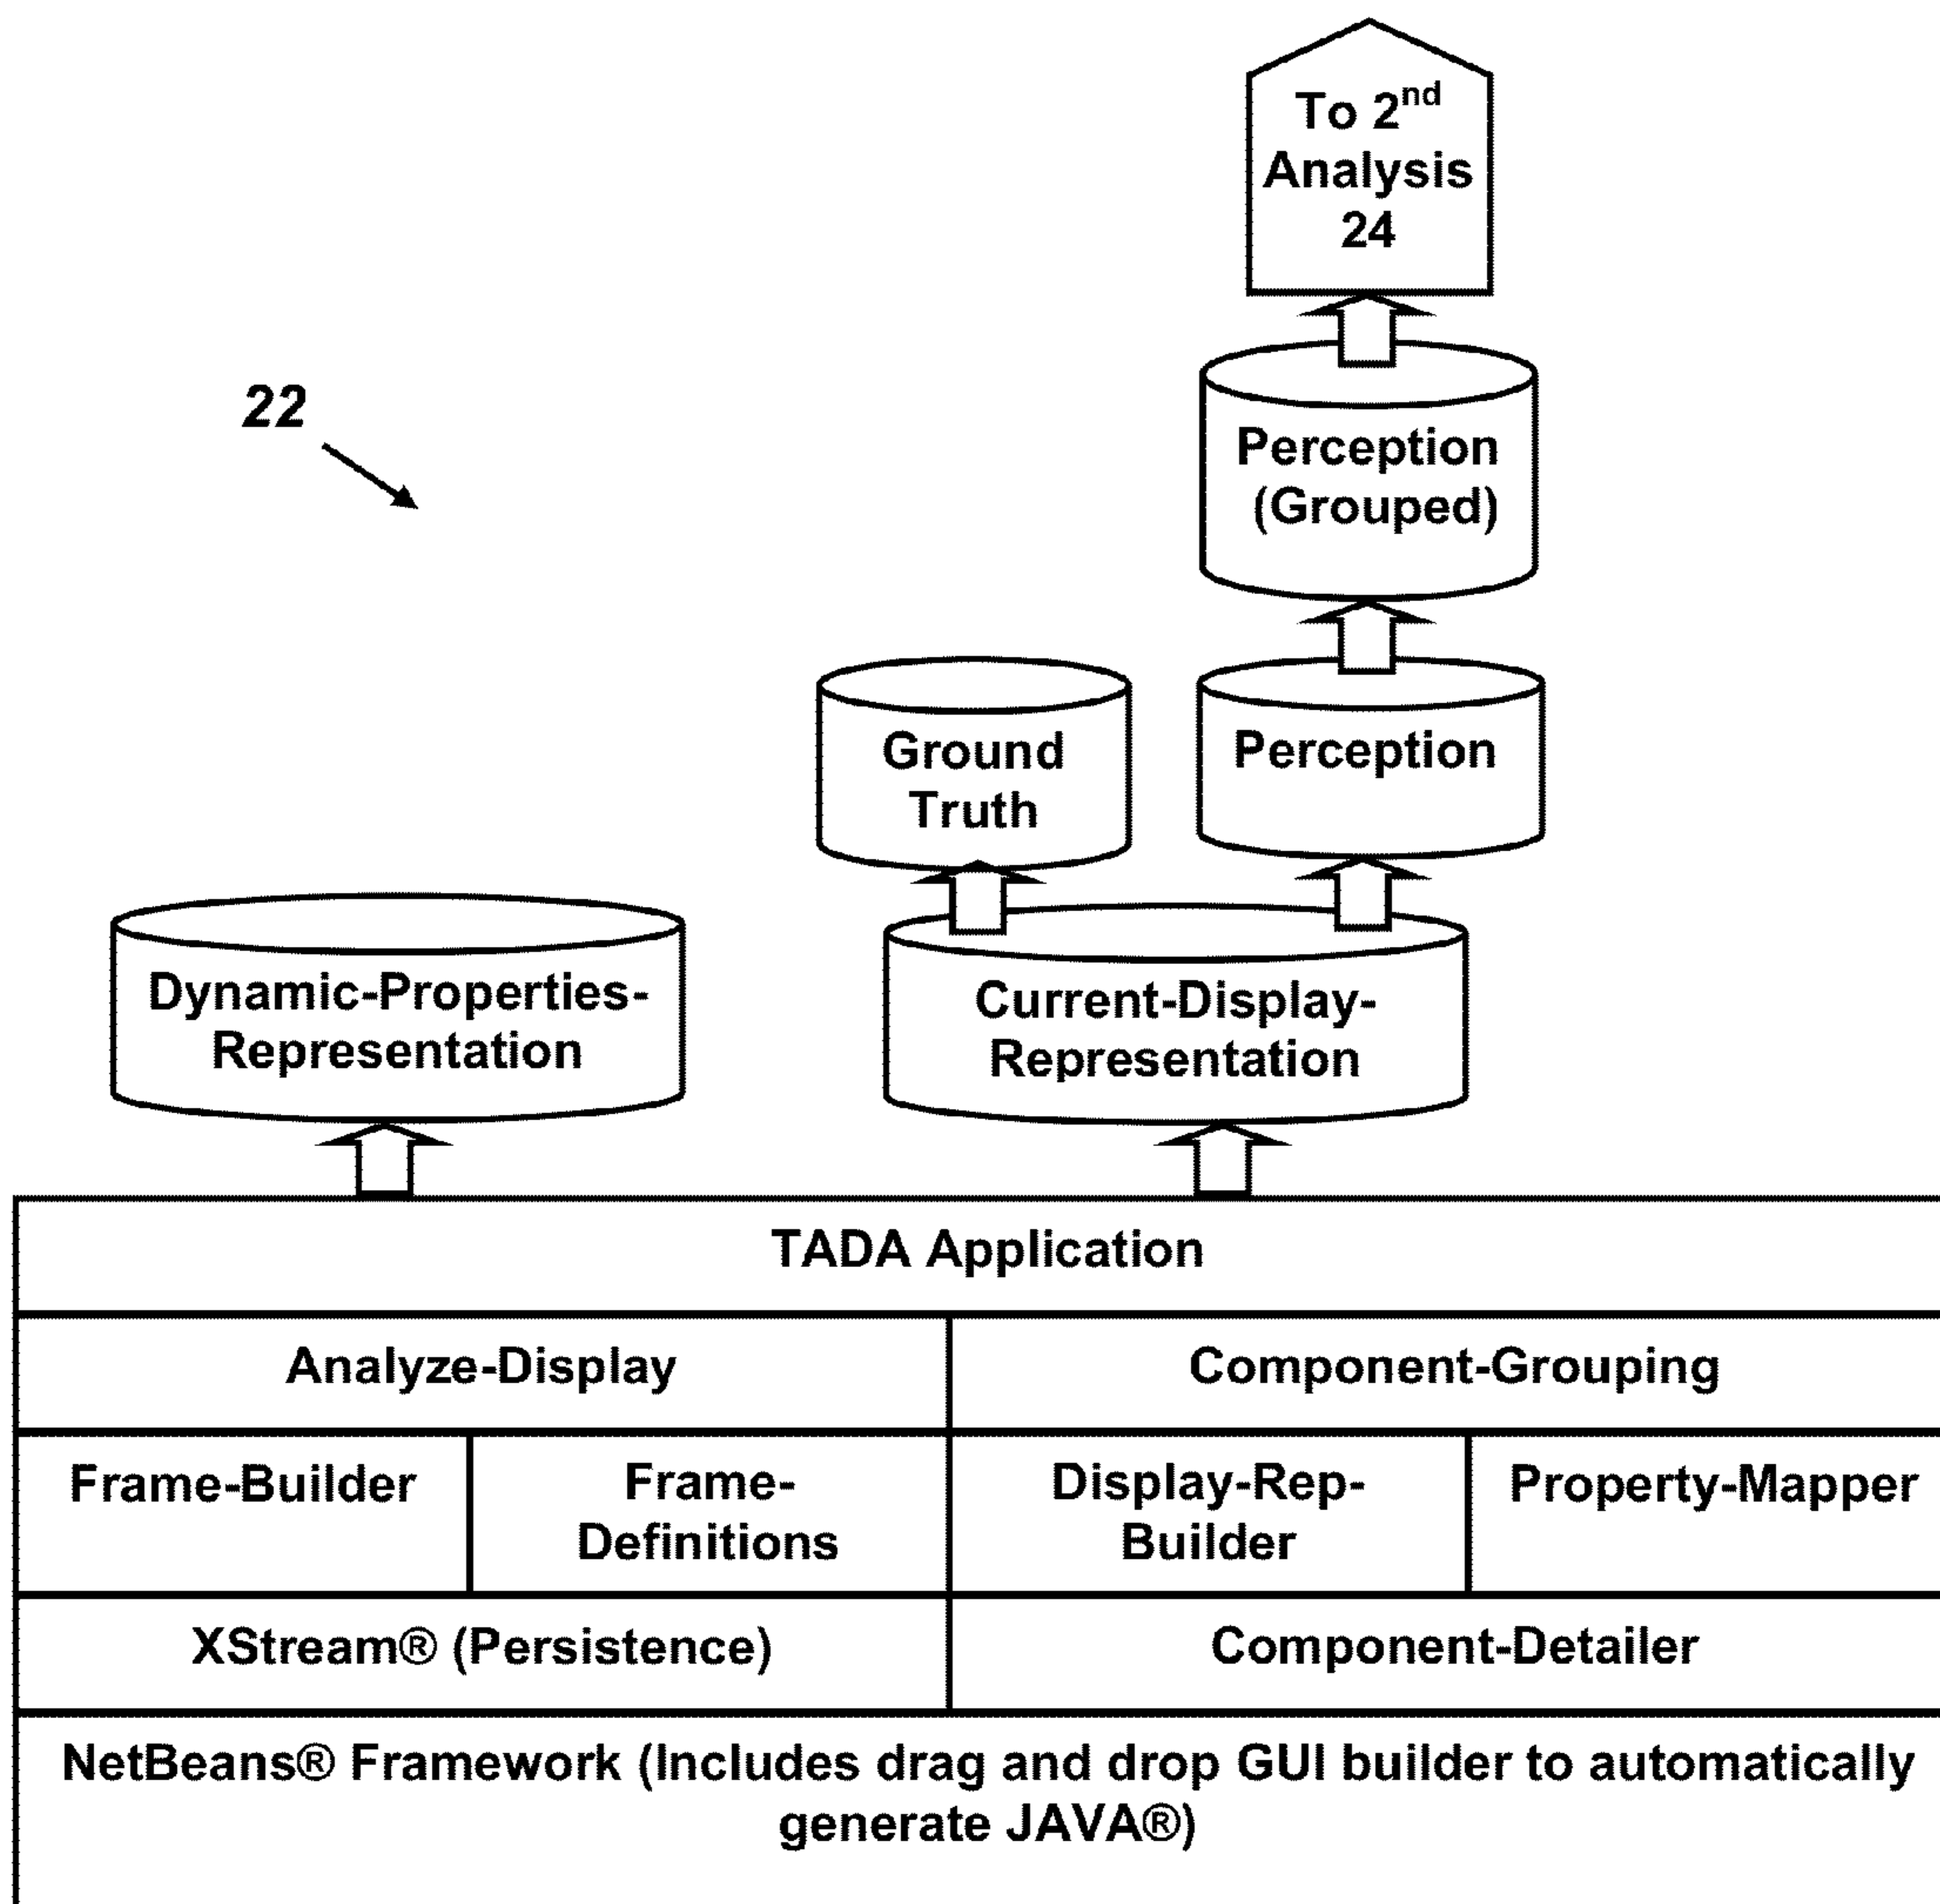 To 2nd
Analysis
24
22
Perception
(Grouped)
Ground
Truth
Perception
Dynamic-Properties-
Representation
Current-Display-
Representation
TADA Application
Analyze-Display
Component-Grouping
Frame-Builder
Frame-
Definitions
Display-Rep-
Builder
Property-Mapper
XStream® (Persistence)
Component-Detailer
NetBeans® Framework (Includes drag and drop GUI builder to automatically
generate JAVA®)